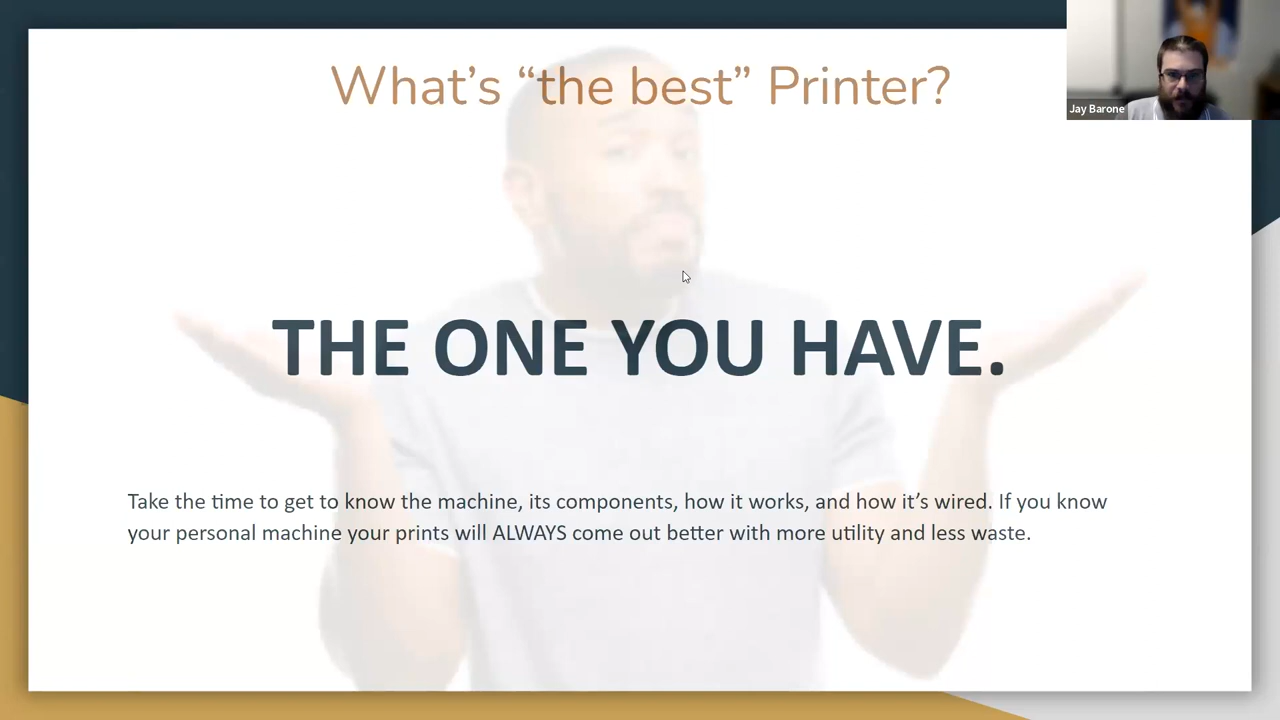 What's “the best” Printer?
Jay Barone
THE ONE YOU HAVE.
Take the time to get to know the machine, its components, how it works, and how it's wired. If you know
your personal machine your prints will ALWAYS come out better with more utility and less waste.